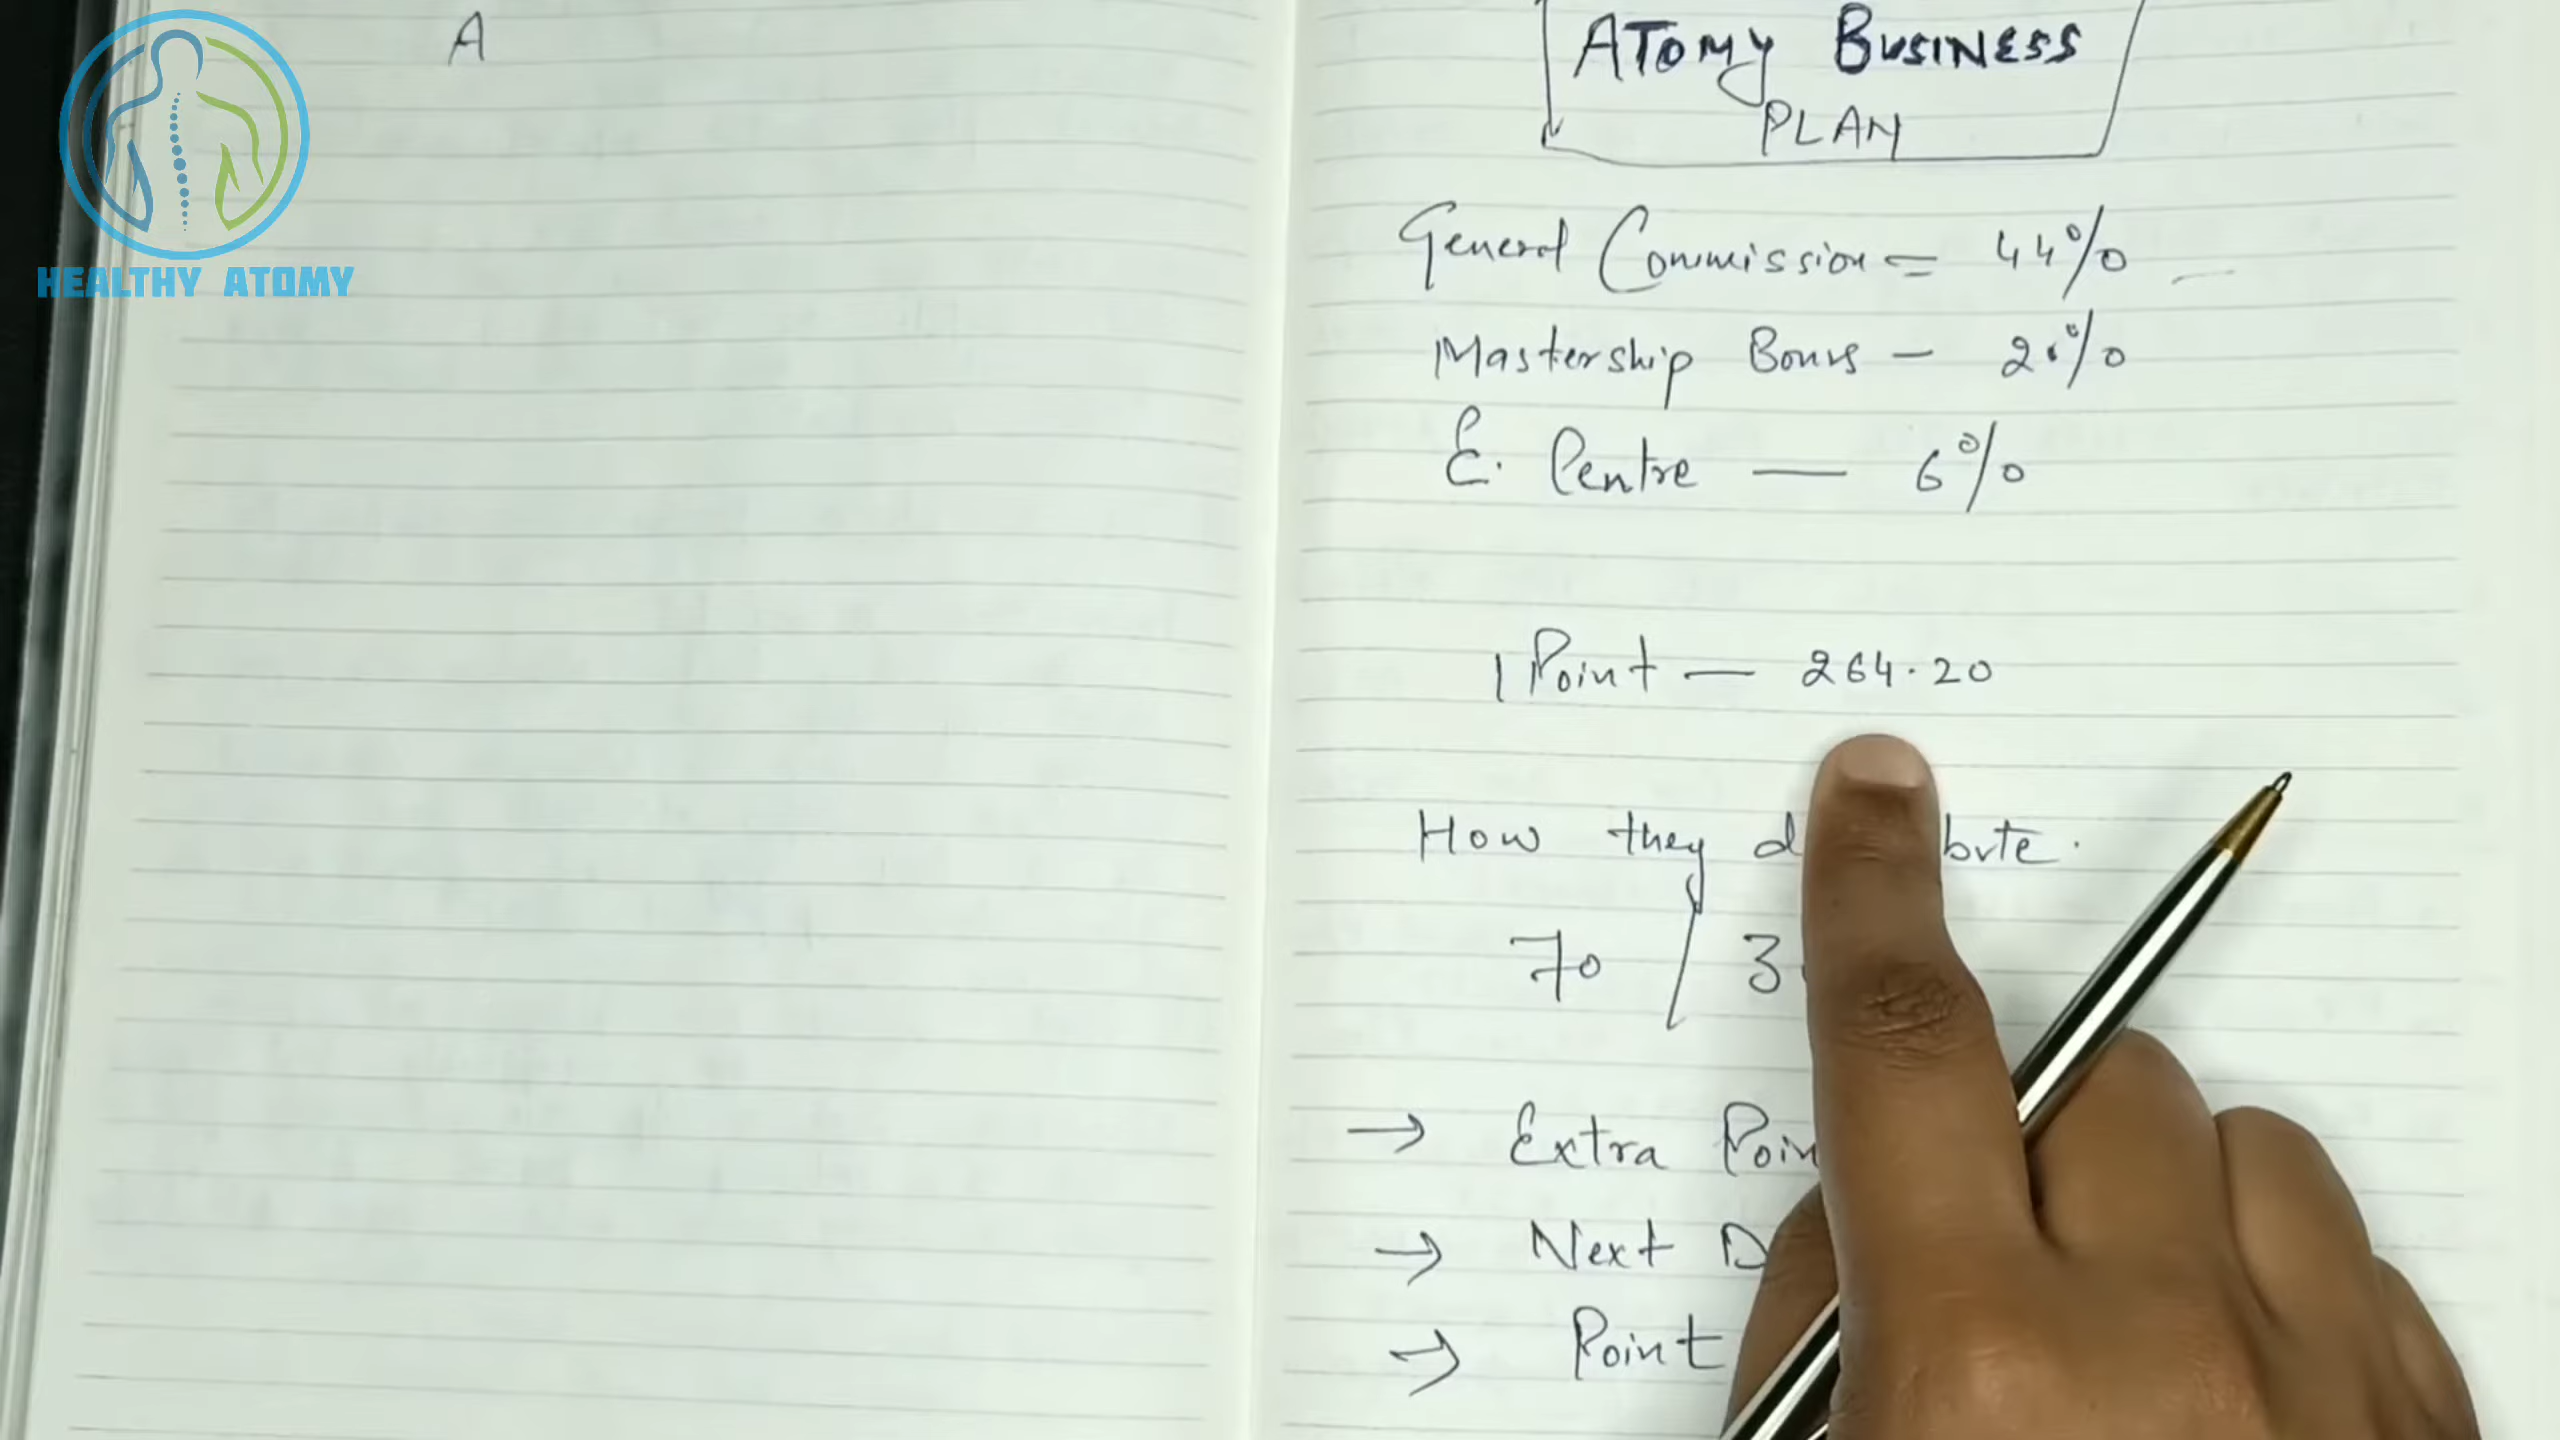 HEALTHY ATOMY
A
ATOMY BUSINESS
PLAN
General Commission = 44%
Mastership Bonus - 20%
E. Centre — 6%
1 Point — 264.20
How they
70 / 
→ Extra
→ Next
→ Point